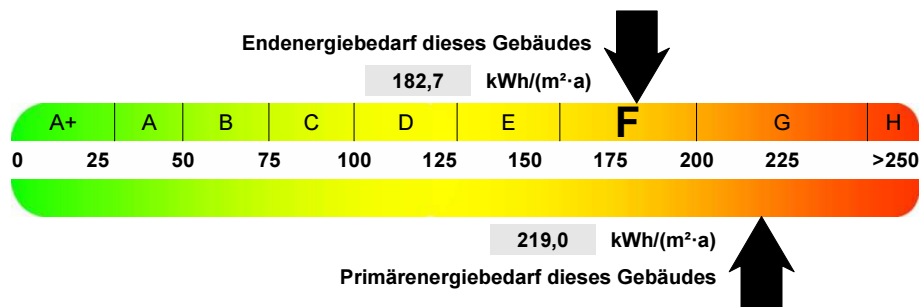 Endenergiebedarf dieses Gebäudes
182,7 kWh/(m²·a)
A+ A B C D E F G H
0 25 50 75 100 125 150 175 200 225 >250
219,0 kWh/(m²·a)
Primärenergiebedarf dieses Gebäudes